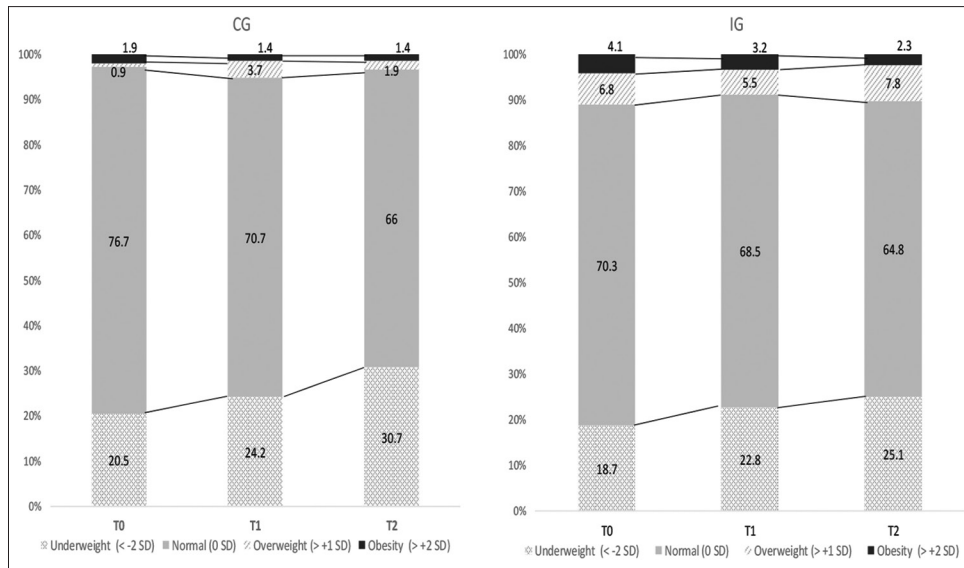 CG
100%
90%
80%
70%
60%
50%
40%
30%
20%
10%
0%
1.9 1.4 1.4
0.9 3.7 1.9
76.7 70.7 66
20.5 24.2 30.7
T0 T1 T2
Underweight (< -2 SD) Normal (0 SD) Overweight (> +1 SD) Obesity (> +2 SD)
IG
100%
90%
80%
70%
60%
50%
40%
30%
20%
10%
0%
4.1 3.2 2.3
6.8 5.5 7.8
70.3 68.5 64.8
18.7 22.8 25.1
T0 T1 T2
Underweight (< -2 SD) Normal (0 SD) Overweight (> +1 SD) Obesity (> +2 SD)